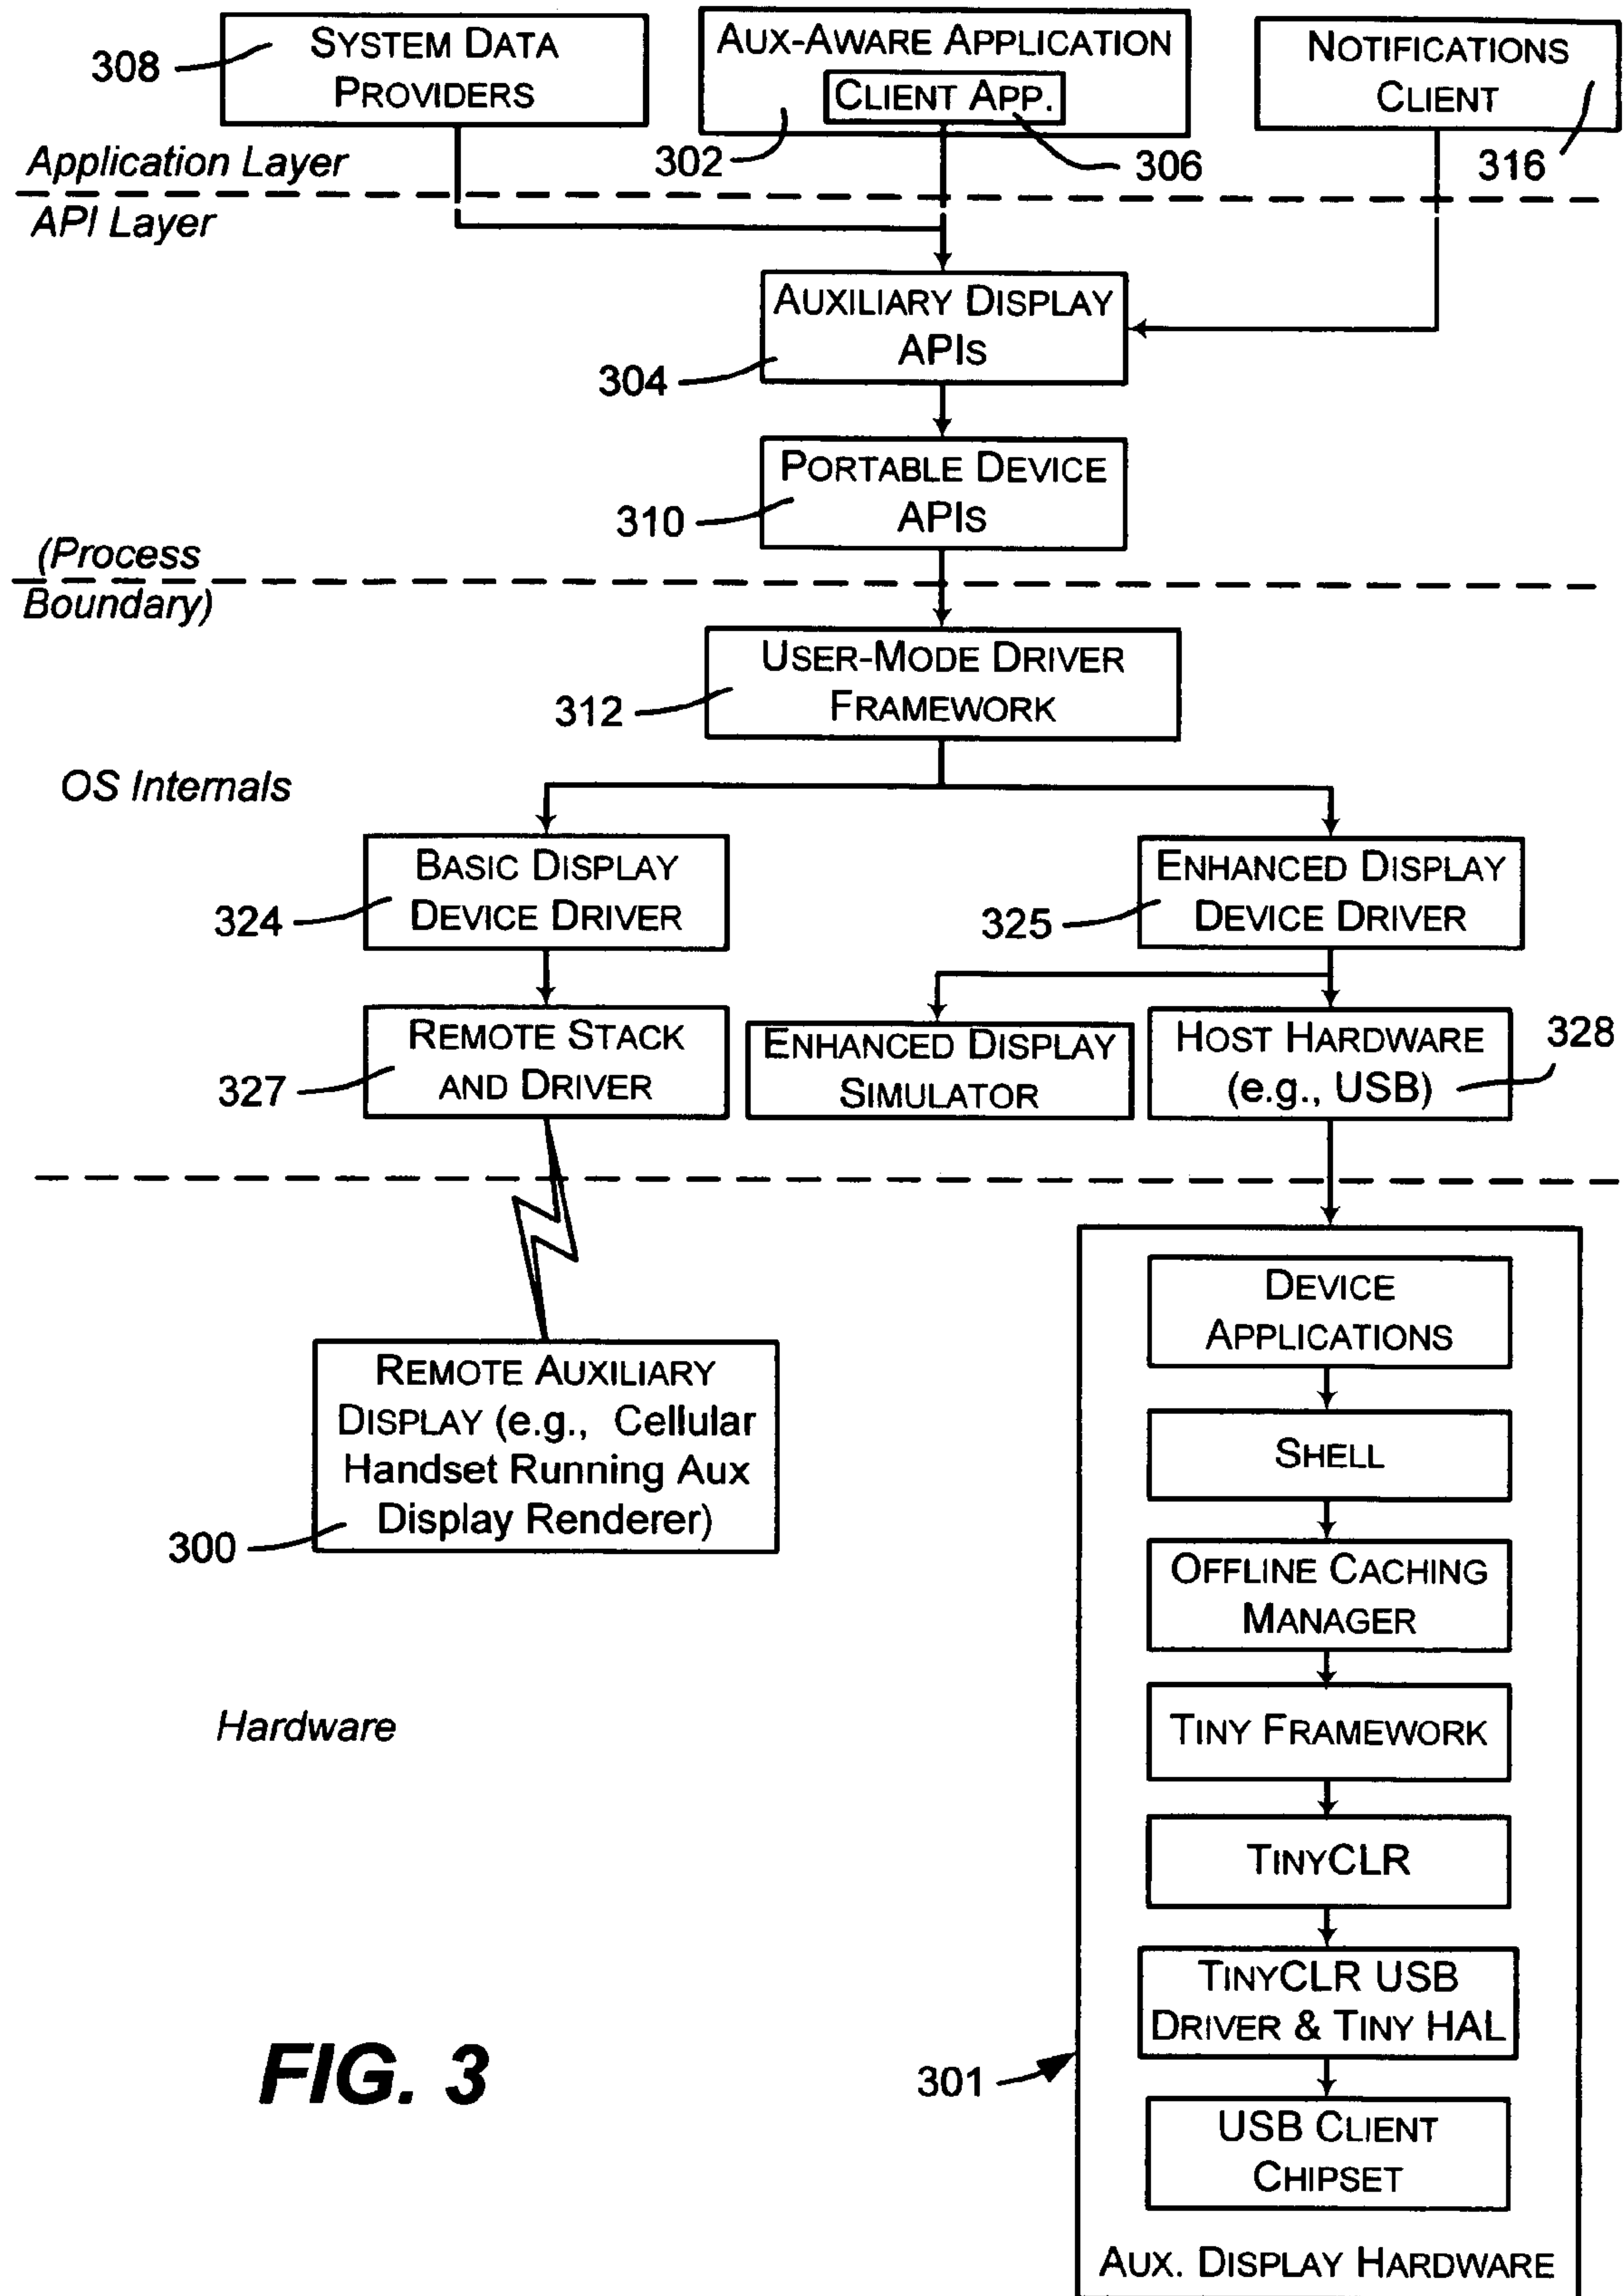 SYSTEM DATA
PROVIDERS
308
AUX-AWARE APPLICATION
CLIENT APP.
302
306
NOTIFICATIONS
CLIENT
316
Application Layer
API Layer
AUXILIARY DISPLAY
APIS
304
PORTABLE DEVICE
APIS
310
(Process
Boundary)
USER-MODE DRIVER
FRAMEWORK
312
OS Internals
BASIC DISPLAY
DEVICE DRIVER
324
ENHANCED DISPLAY
DEVICE DRIVER
325
REMOTE STACK
AND DRIVER
327
ENHANCED DISPLAY
SIMULATOR
HOST HARDWARE
(e.g., USB)
328
REMOTE AUXILIARY
DISPLAY (e.g., Cellular
Handset Running Aux
Display Renderer)
300
DEVICE
APPLICATIONS
SHELL
OFFLINE CACHING
MANAGER
Hardware
TINY FRAMEWORK
TINYCLR
TINYCLR USB
DRIVER & TINY HAL
301
USB CLIENT
CHIPSET
AUX. DISPLAY HARDWARE
FIG. 3